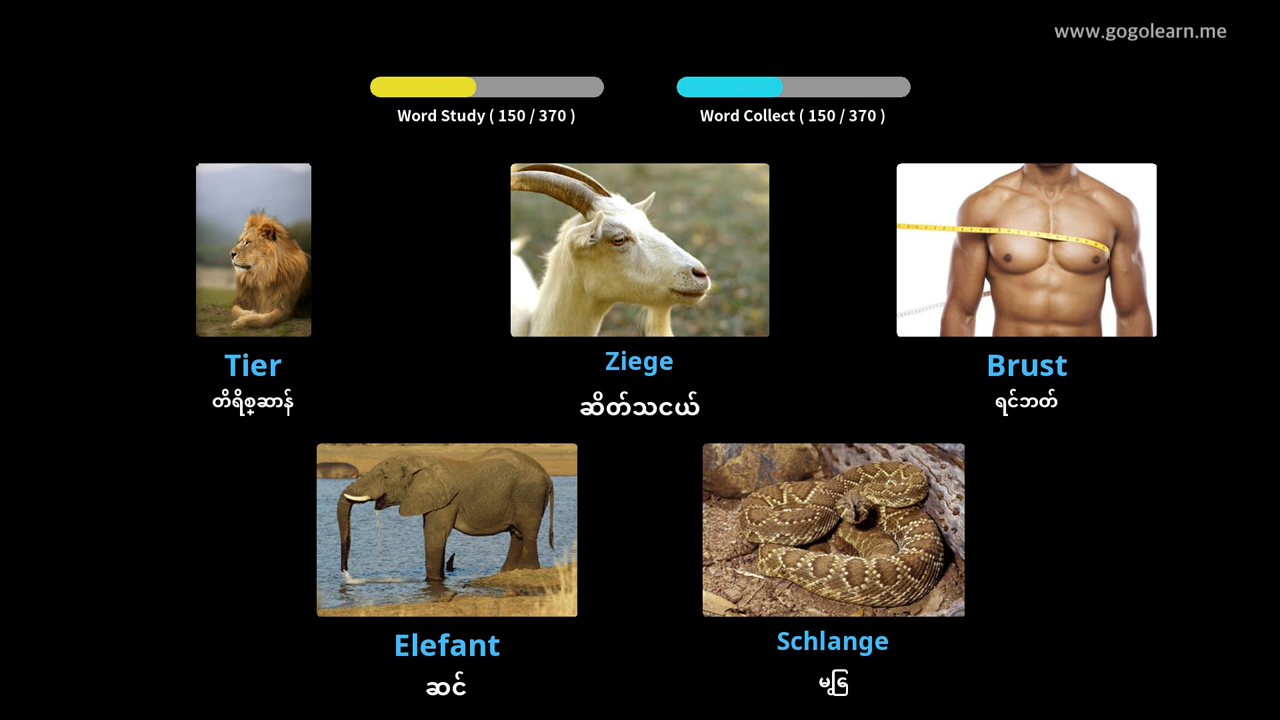 www.gogolearn.me
Word Study ( 150 / 370 )
Word Collect ( 150 / 370 )
Tier
တိရိစ္ဆာန်
Ziege
ဆိတ်သငယ်
Brust
ရင်ဘတ်
Elefant
ဆင်
Schlange
မြွေ